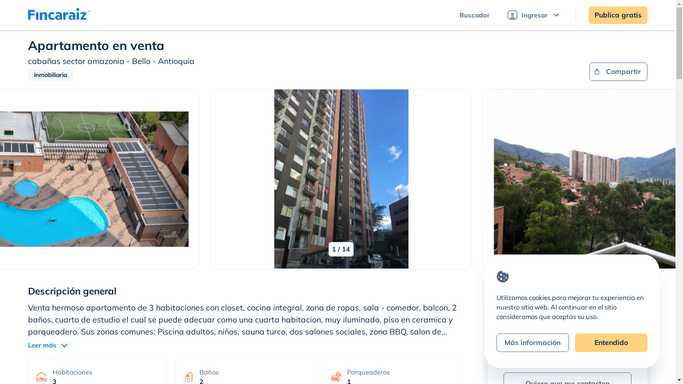 Fincaraiz
Buscador
Ingresar
Publica gratis
Apartamento en venta
cabañas sector amazonia - Bello - Antioquia
Inmobiliaria
Compartir
1 / 14
Descripción general
Venta hermoso apartamento de 3 habitaciones con closet, cocina integral, zona de ropas, sala - comedor, balcon, 2
baños, cuarto de estudio el cual se puede adecuar como una cuarta habitacion, muy iluminado, piso en ceramica y
parqueadero. Sus zonas comunes: Piscina adultos, niños, sauna turco, dos salones sociales, zona BBQ, salon de...
Leer más
Habitaciones
3
Baños
2
Parqueaderos
1
Utilizamos cookies para mejorar tu experiencia en
nuestro sitio web. Al continuar en el sitio
consideramos que aceptas su uso.
Más información
Entendido
Quiero que me contacten